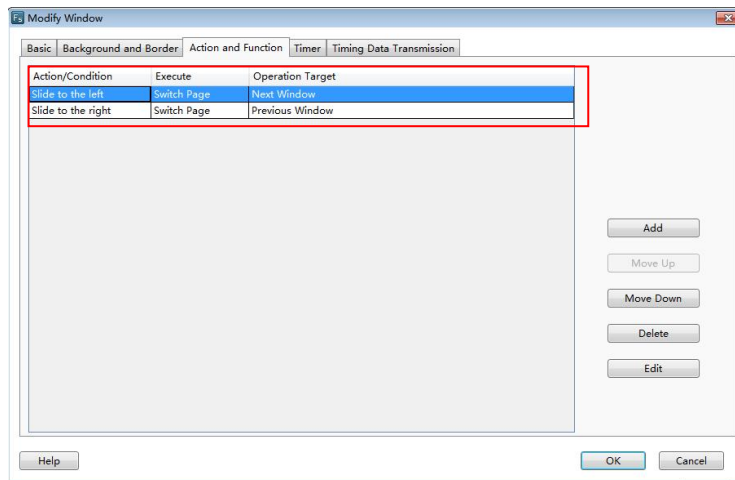 Fs Modify Window
Basic Background and Border Action and Function Timer Timing Data Transmission
Action/Condition Execute Operation Target
Slide to the left Switch Page Next Window
Slide to the right Switch Page Previous Window
Add
Move Up
Move Down
Delete
Edit
Help OK Cancel